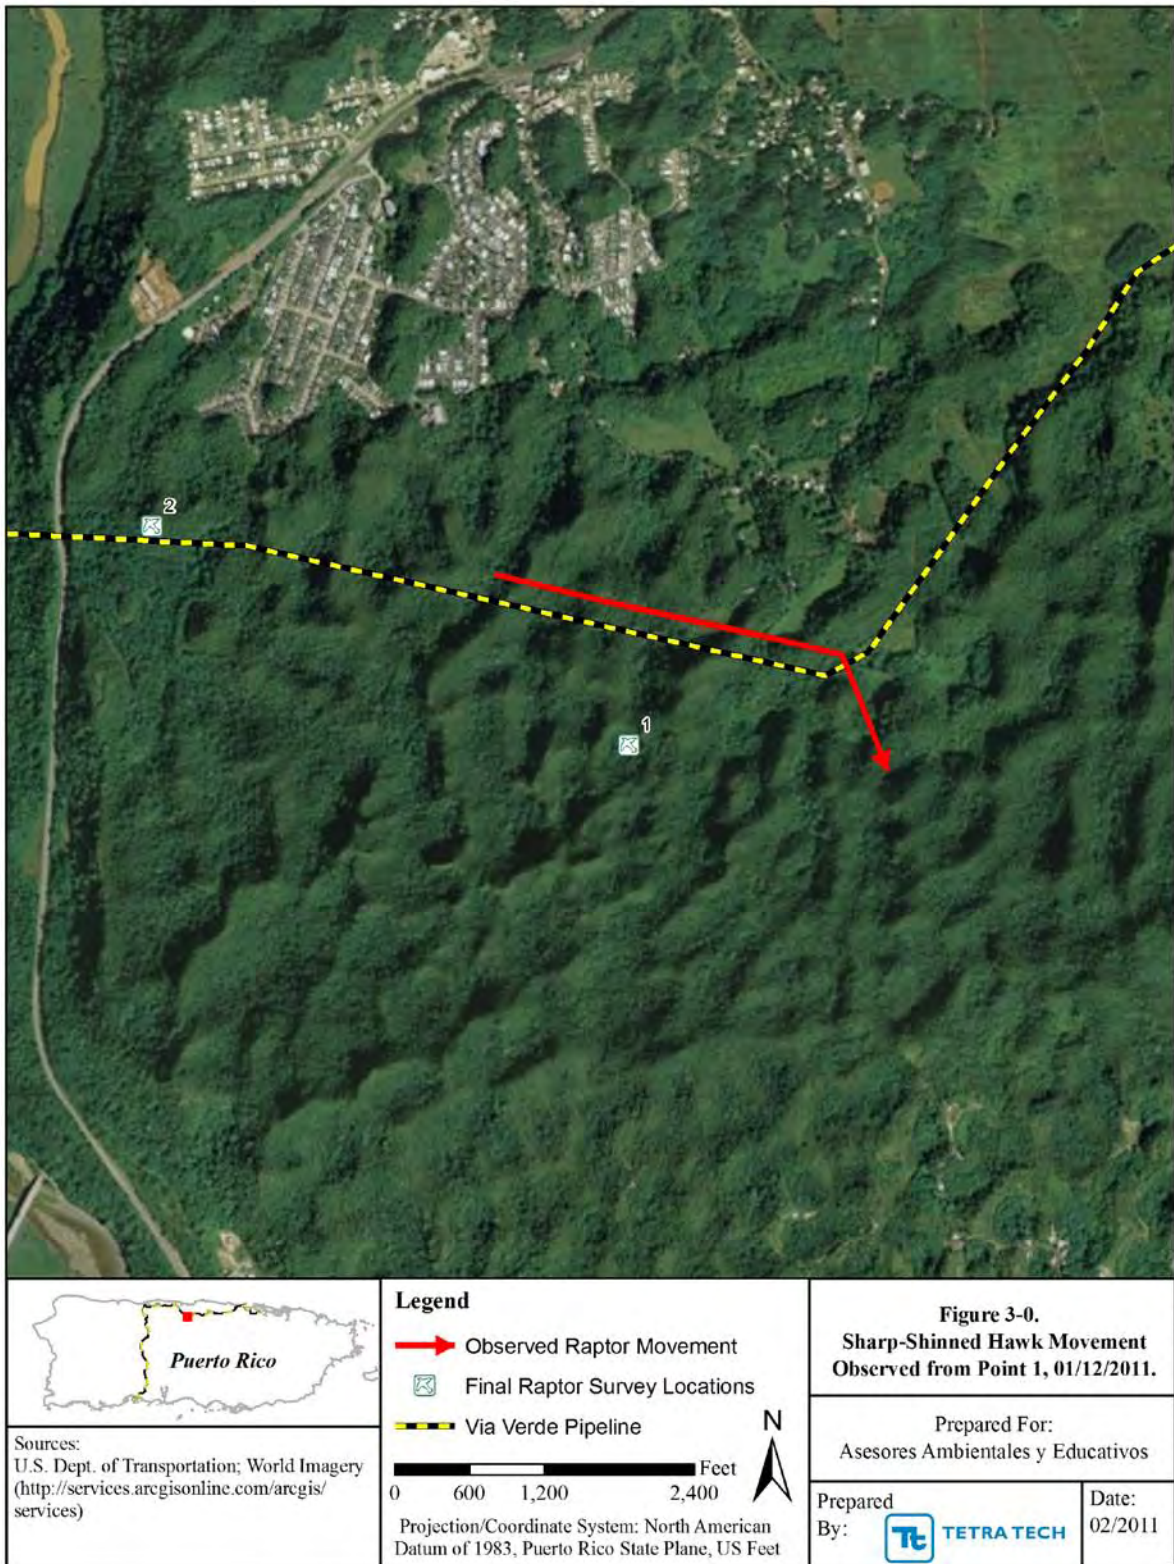 2
1
Puerto Rico
Sources:
U.S. Dept. of Transportation; World Imagery
(http://services.arcgisonline.com/arcgis/
services)
Legend
Observed Raptor Movement
Final Raptor Survey Locations
Via Verde Pipeline
N
Feet
0 600 1,200 2,400
Projection/Coordinate System: North American
Datum of 1983, Puerto Rico State Plane, US Feet
Figure 3-0.
Sharp-Shinned Hawk Movement
Observed from Point 1, 01/12/2011.
Prepared For:
Asesores Ambientales y Educativos
Prepared
By:
Tt TETRA TECH
Date:
02/2011